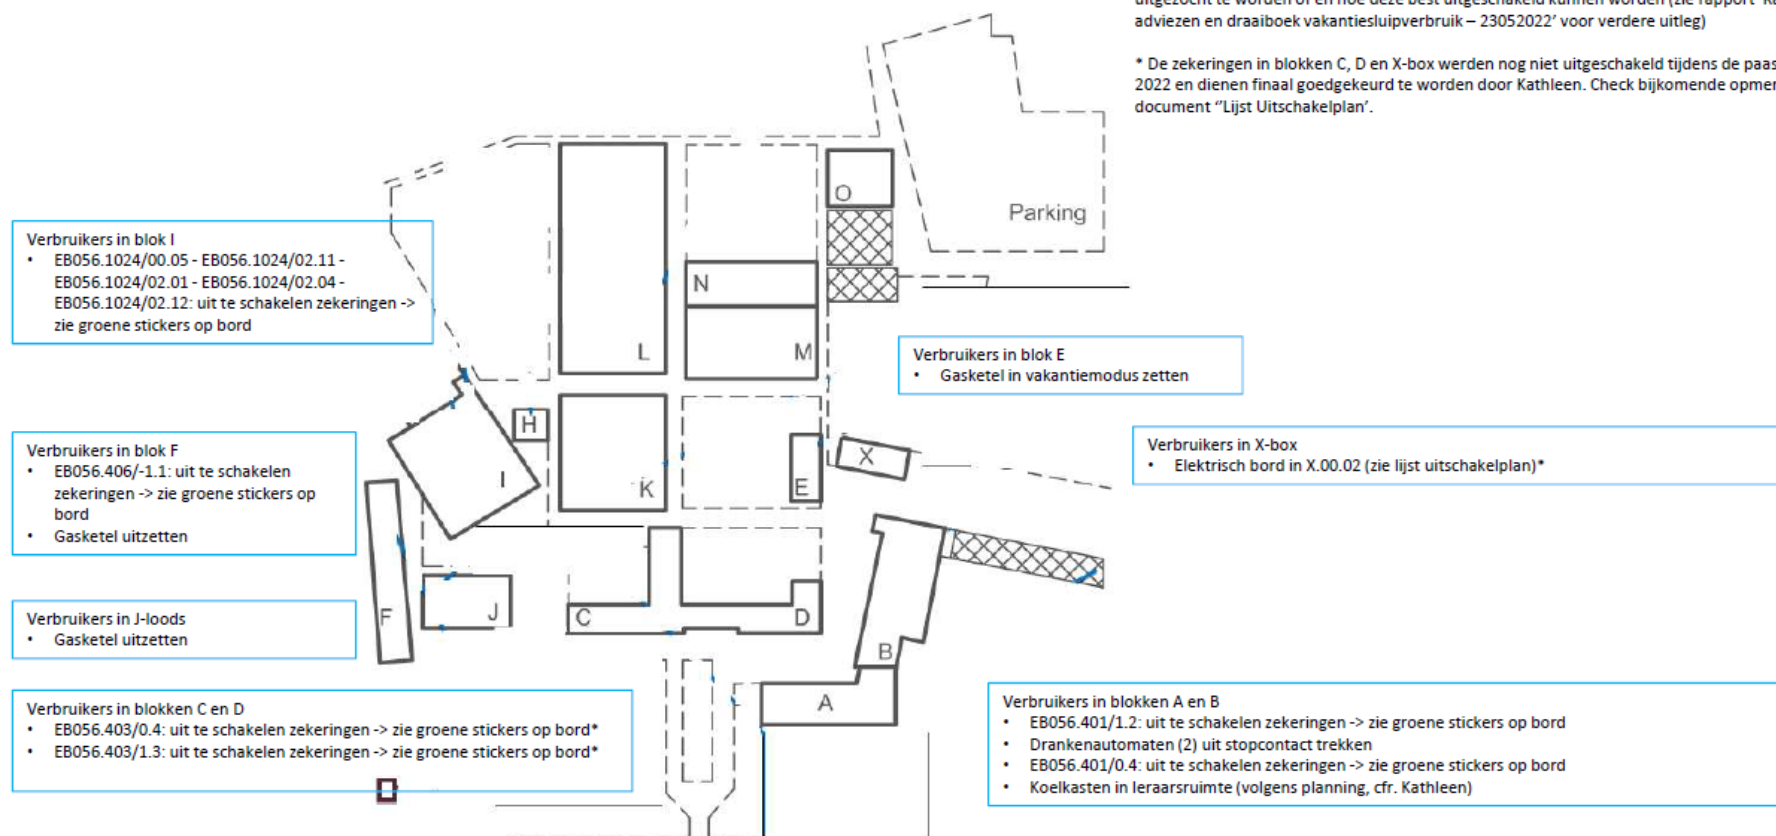 adviezen en draaiboek vakantiesluipverbruik – 23052022’ voor verdere uitleg)
* De zekeringen in blokken C, D en X-box werden nog niet uitgeschakeld tijdens de paas
2022 en dienen finaal goedgekeurd te worden door Kathleen. Check bijkomende opmer
document ‘’Lijst Uitschakelplan’.
O
Parking
Verbruikers in blok I
• EB056.1024/00.05 - EB056.1024/02.11 -
EB056.1024/02.01 - EB056.1024/02.04 -
EB056.1024/02.12: uit te schakelen zekeringen ->
zie groene stickers op bord
N
L
M
Verbruikers in blok E
• Gasketel in vakantiemodus zetten
H
I
K
E
X
Verbruikers in blok F
• EB056.406/-1.1: uit te schakelen
zekeringen -> zie groene stickers op
bord
• Gasketel uitzetten
Verbruikers in X-box
• Elektrisch bord in X.00.02 (zie lijst uitschakelplan)*
Verbruikers in J-loods
• Gasketel uitzetten
F
J
C
D
B
A
Verbruikers in blokken C en D
• EB056.403/0.4: uit te schakelen zekeringen -> zie groene stickers op bord*
• EB056.403/1.3: uit te schakelen zekeringen -> zie groene stickers op bord*
Verbruikers in blokken A en B
• EB056.401/1.2: uit te schakelen zekeringen -> zie groene stickers op bord
• Drankenautomaten (2) uit stopcontact trekken
• EB056.401/0.4: uit te schakelen zekeringen -> zie groene stickers op bord
• Koelkasten in leraarsruimte (volgens planning, cfr. Kathleen)